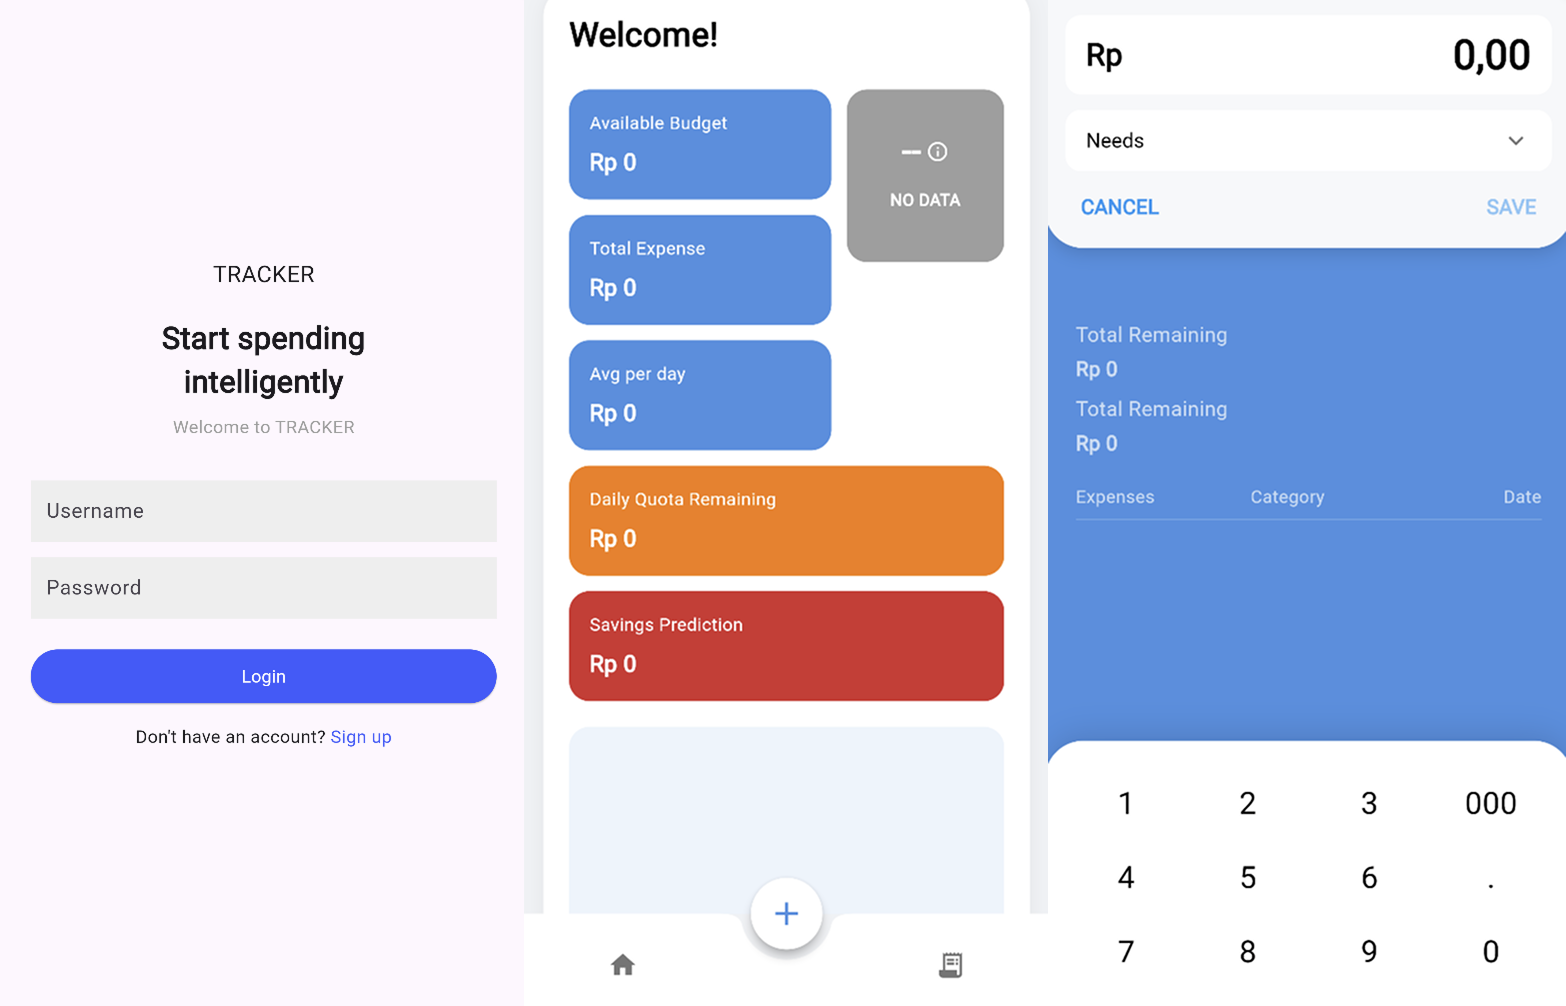 TRACKER
Start spending
intelligently
Welcome to TRACKER
Username
Password
Login
Don't have an account? Sign up
Welcome!
Available Budget
Rp 0
-- 
NO DATA
Total Expense
Rp 0
Avg per day
Rp 0
Daily Quota Remaining
Rp 0
Savings Prediction
Rp 0
Rp 0,00
Needs
CANCEL SAVE
Total Remaining
Rp 0
Total Remaining
Rp 0
Expenses Category Date
1 2 3 000
4 5 6 .
7 8 9 0